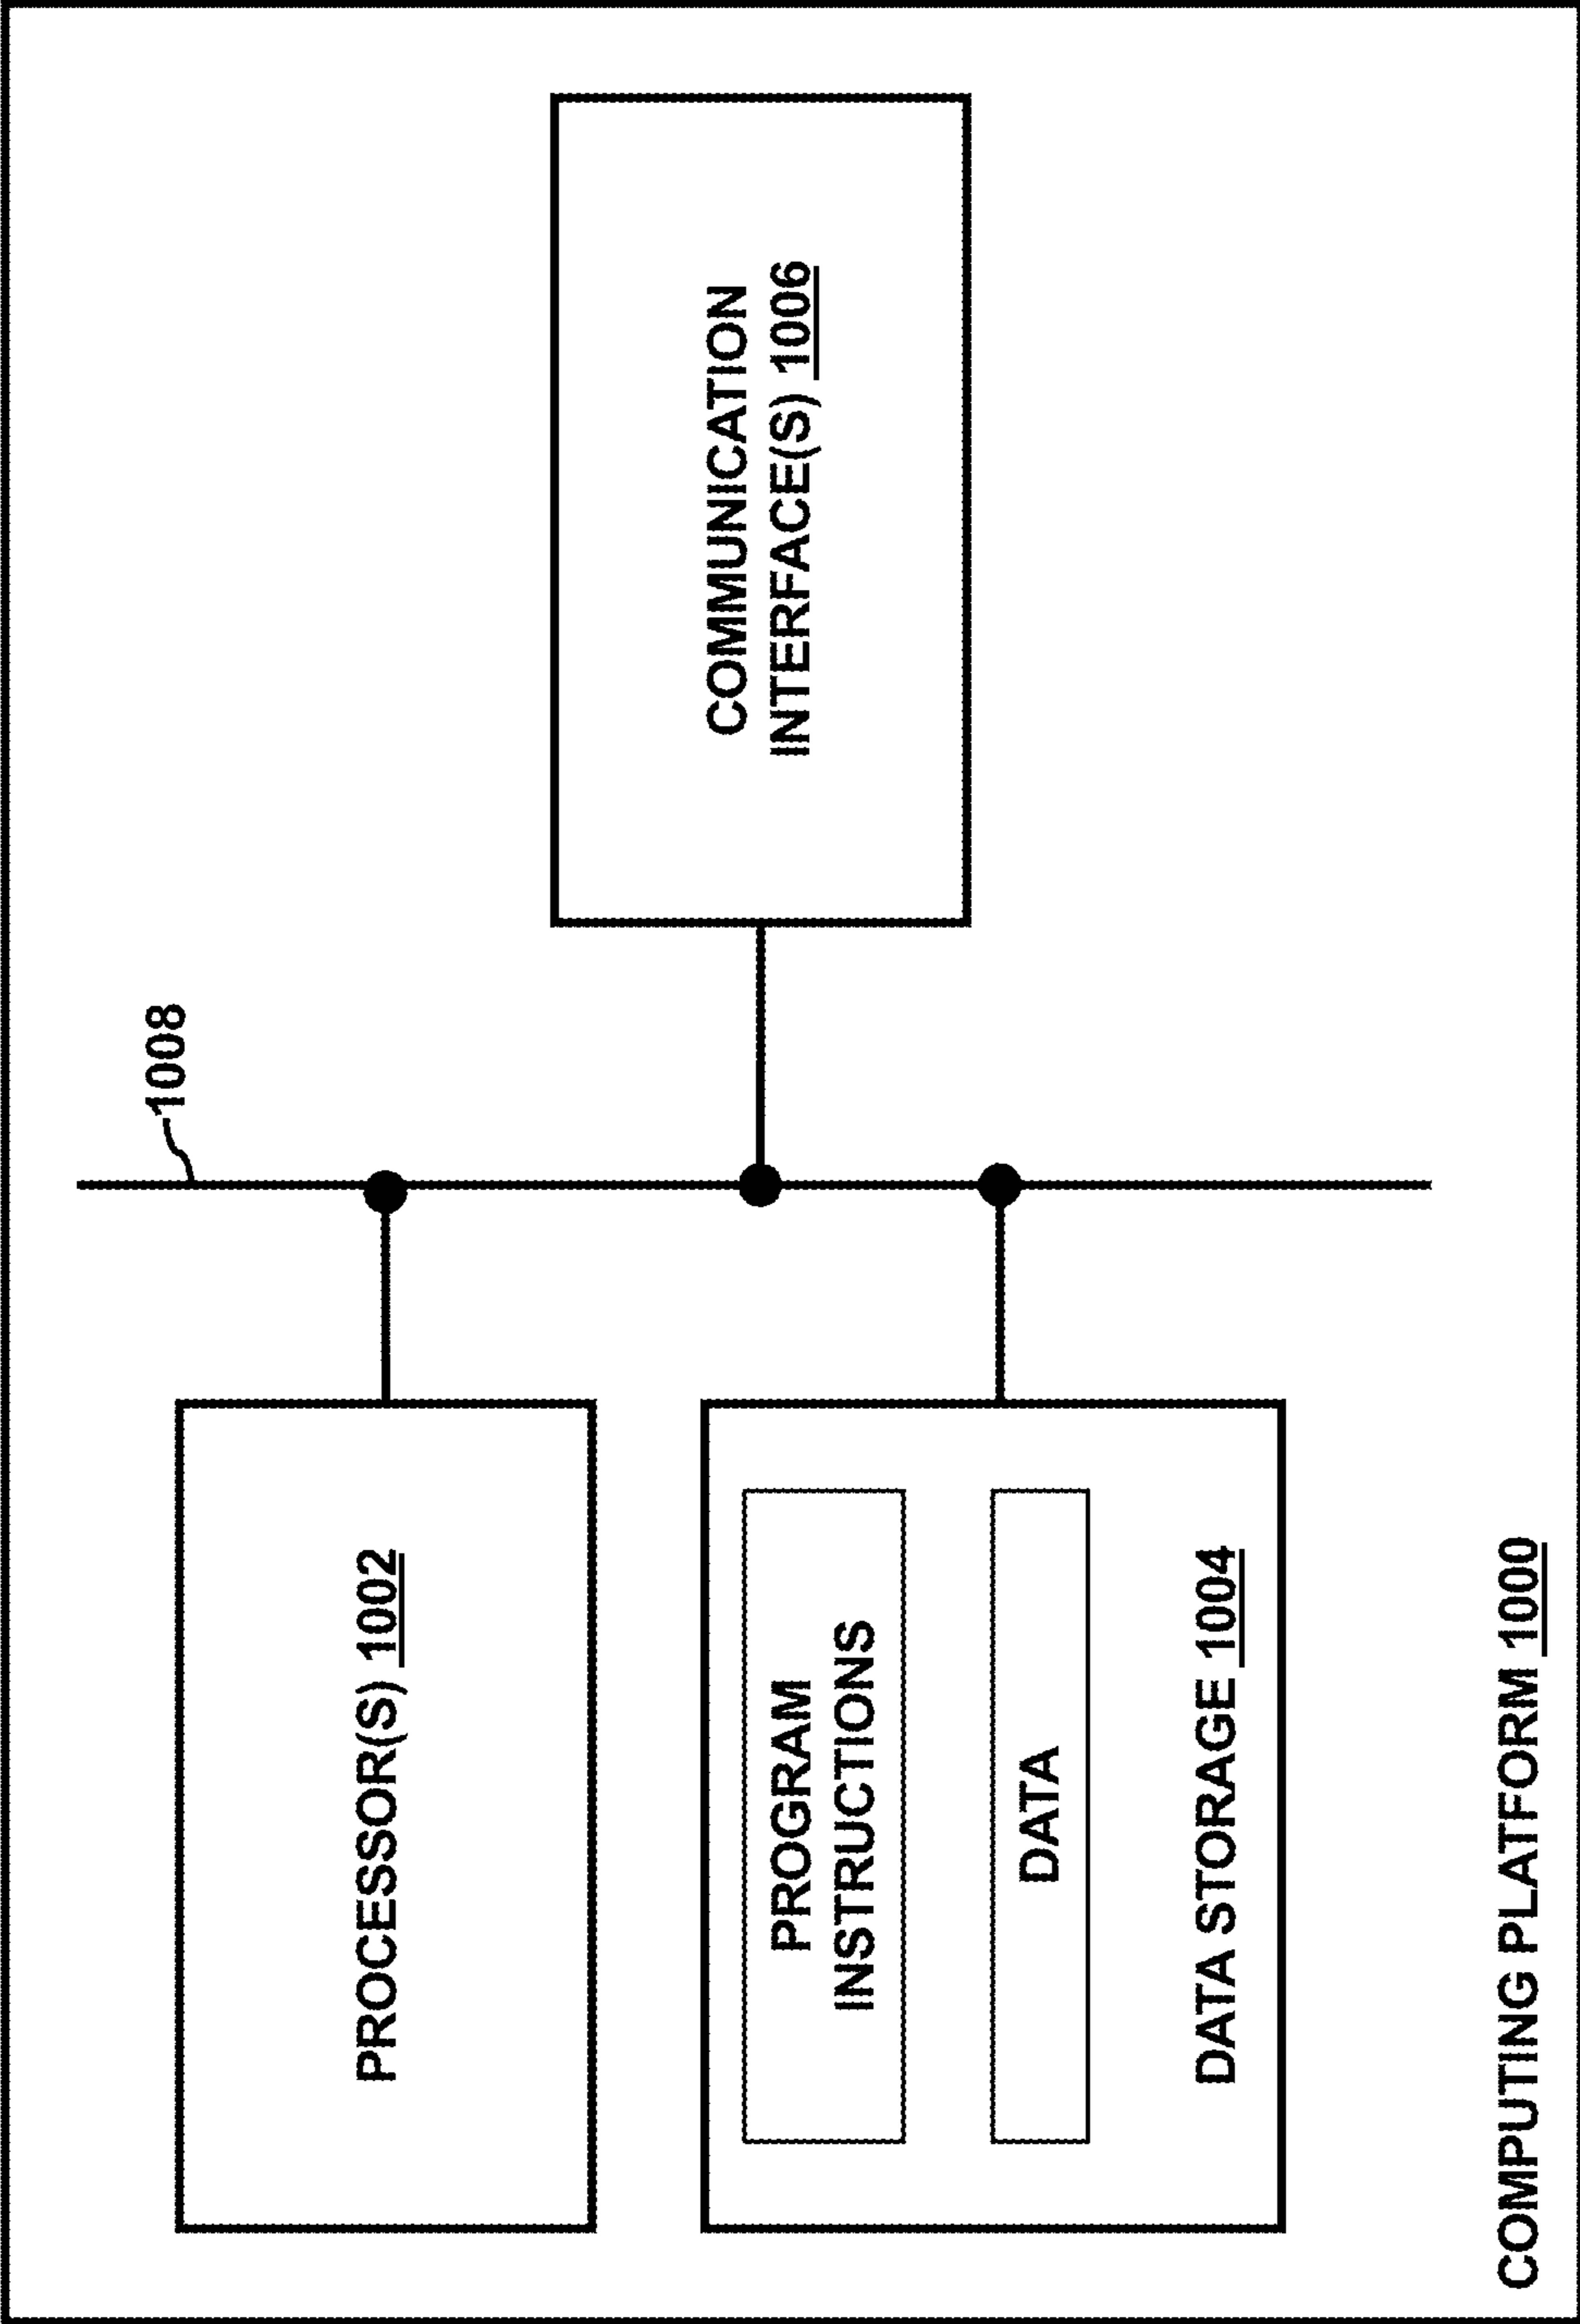 1008
PROCESSOR(S) 1002
COMMUNICATION
INTERFACE(S) 1006
PROGRAM
INSTRUCTIONS
DATA
DATA STORAGE 1004
COMPUTING PLATFORM 1000